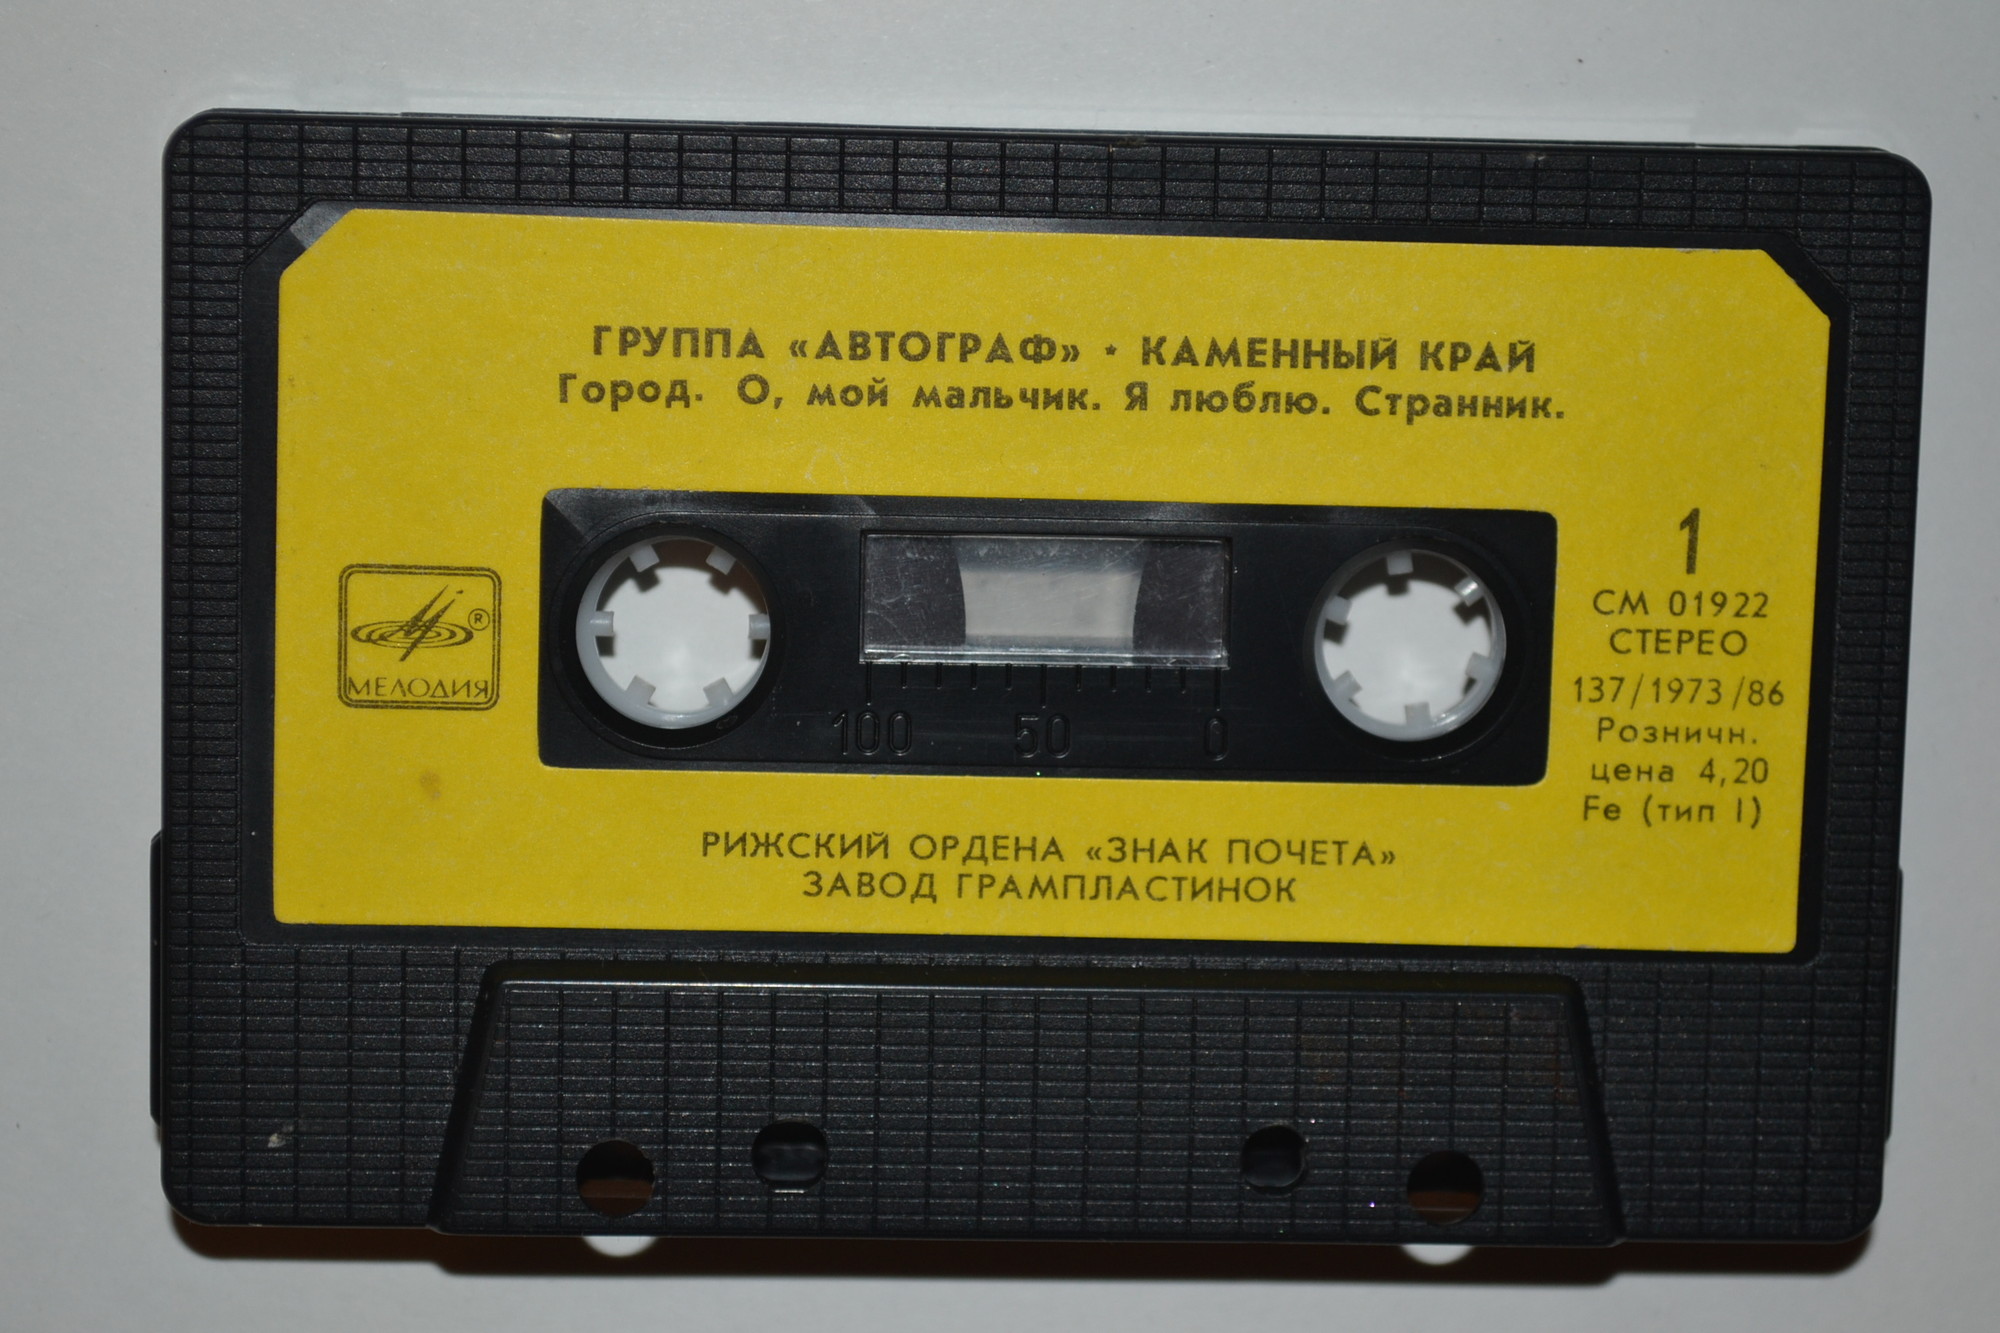 ГРУППА «АВТОГРАФ» * КАМЕННЫЙ КРАЙ
Город. О, мой мальчик. Я люблю. Странник.
1
СМ 01922
СТЕРЕО
137/1973/86
Розничн.
цена 4,20
Fe (тип I)
® МЕЛОДИЯ
100 50 0
РИЖСКИЙ ОРДЕНА «ЗНАК ПОЧЕТА»
ЗАВОД ГРАМПЛАСТИНОК